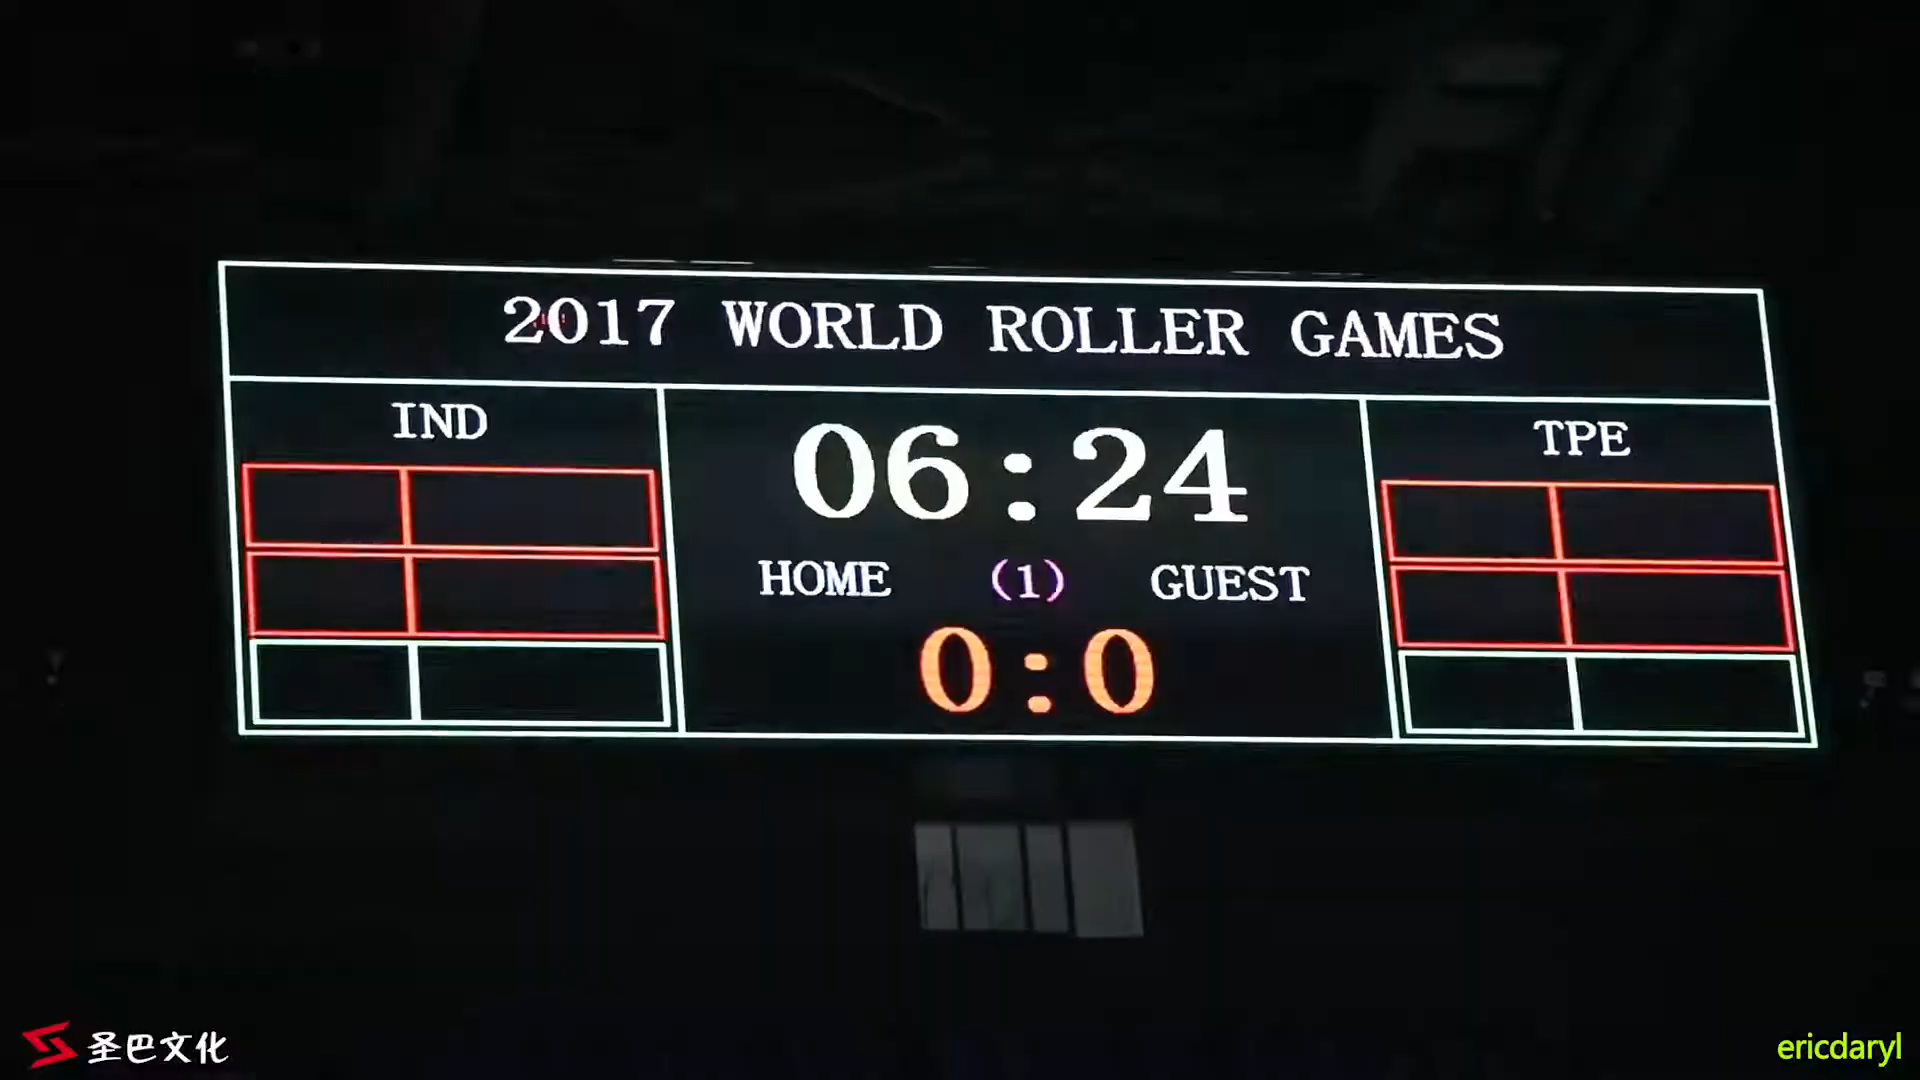 2017 WORLD ROLLER GAMES
IND
06:24
TPE
HOME (1) GUEST
0:0
圣巴文化
ericdaryl